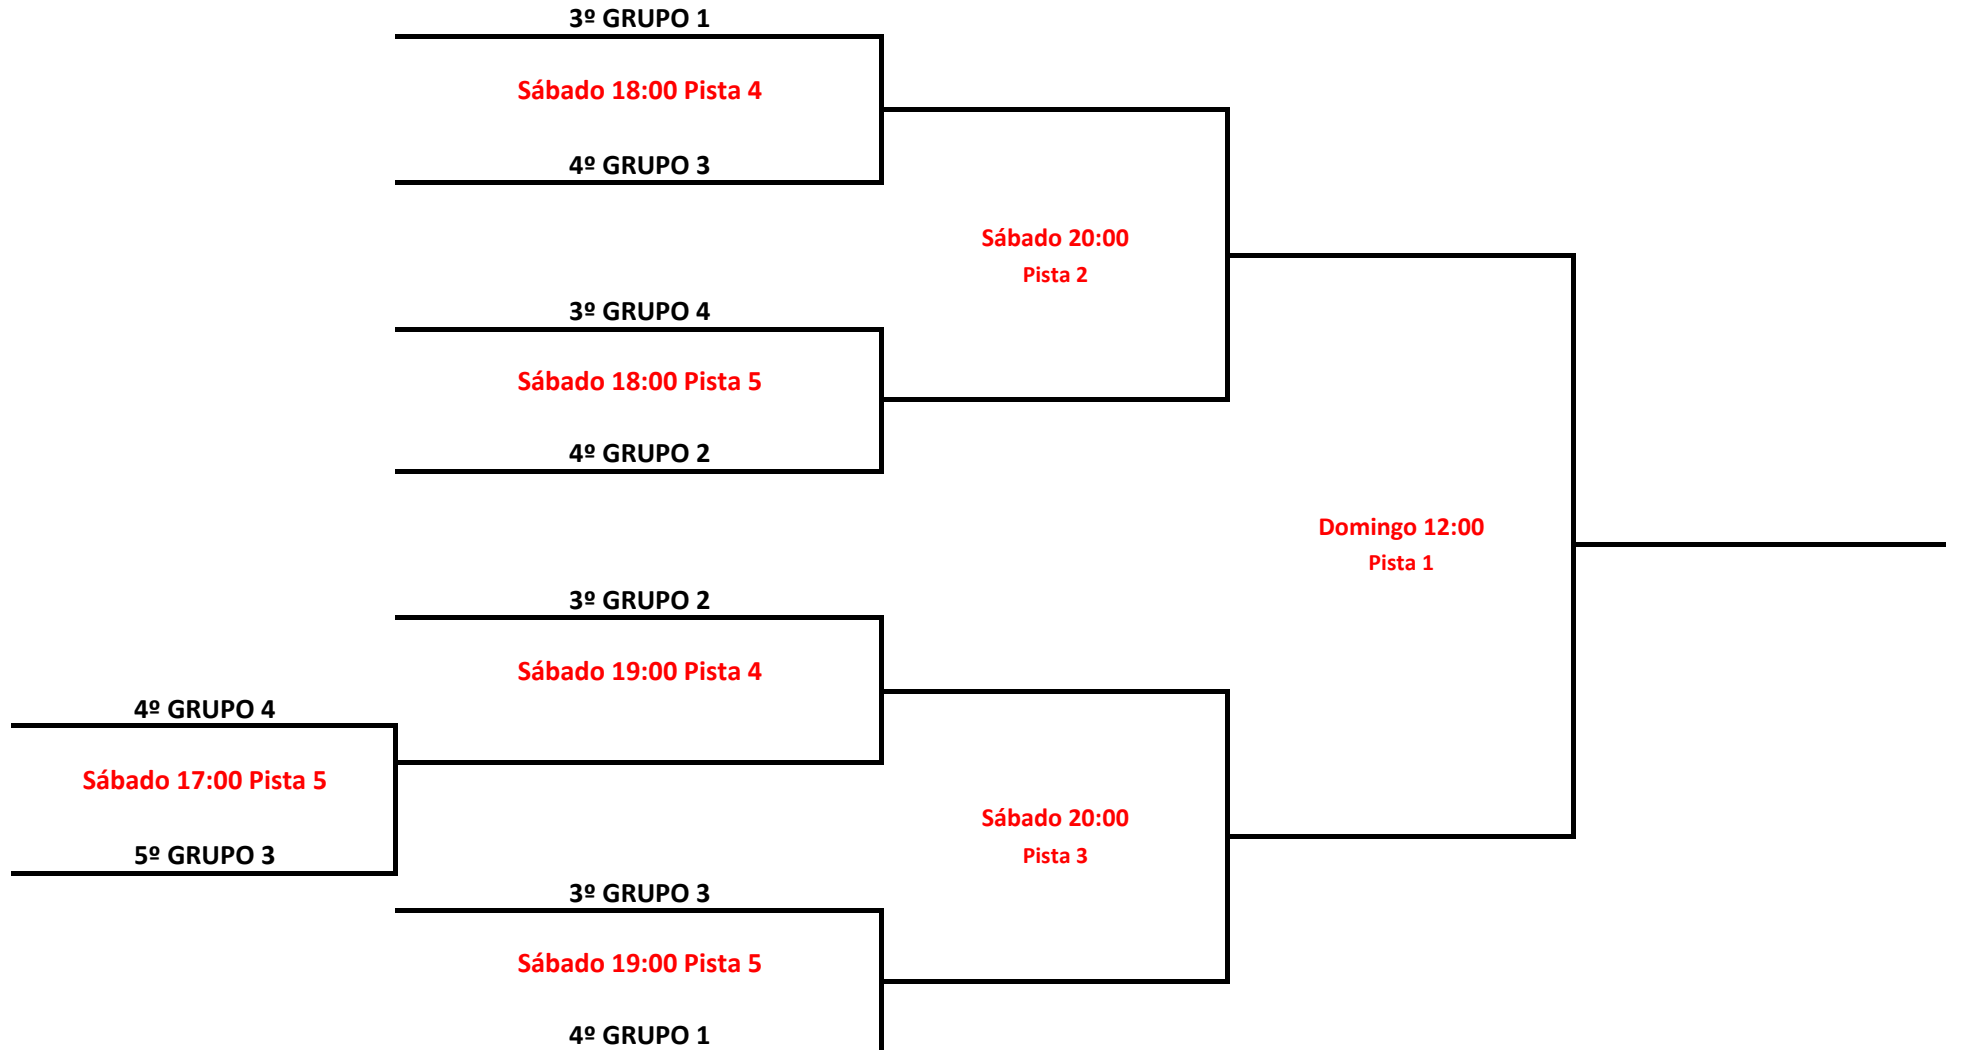 3º GRUPO 1
Sábado 18:00 Pista 4
4º GRUPO 3
Sábado 20:00
Pista 2
3º GRUPO 4
Sábado 18:00 Pista 5
4º GRUPO 2
Domingo 12:00
Pista 1
3º GRUPO 2
Sábado 19:00 Pista 4
4º GRUPO 4
Sábado 17:00 Pista 5
5º GRUPO 3
Sábado 20:00
Pista 3
3º GRUPO 3
Sábado 19:00 Pista 5
4º GRUPO 1